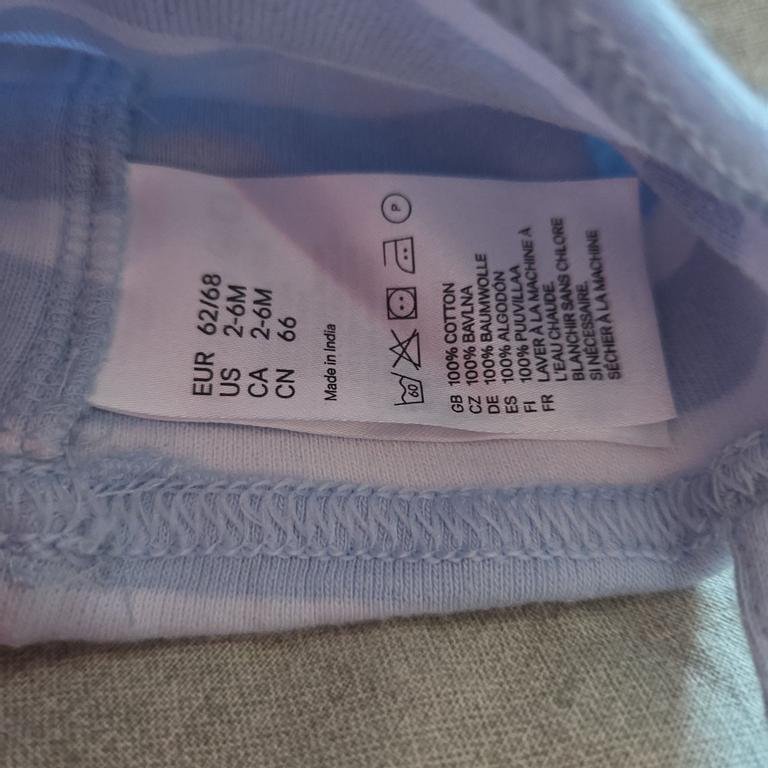 EUR 62/68
US 2-6M
CA 2-6M
CN 66
Made in India
60
P
GB 100% COTTON
CZ 100% BAVLNA
DE 100% BAUMWOLLE
ES 100% ALGODÓN
FI 100% PUUVILLAA
FR LAVER À LA MACHINE À
L'EAU CHAUDE.
BLANCHIR SANS CHLORE
SI NÉCESSAIRE.
SÉCHER À LA MACHINE